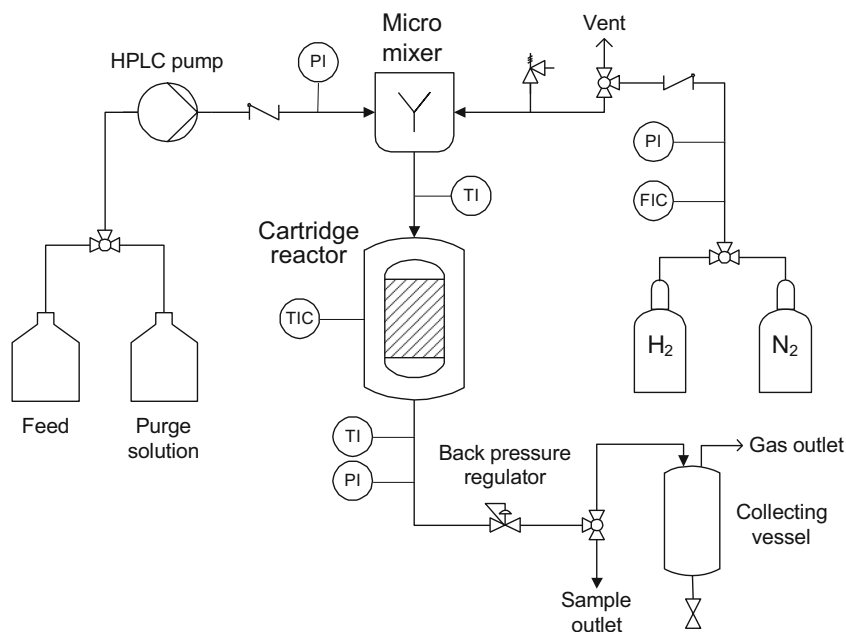 Micro
mixer
Vent
HPLC pump
PI
PI
FIC
TI
Cartridge
reactor
TIC
H2
N2
Feed
Purge
solution
TI
PI
Back pressure
regulator
Gas outlet
Collecting
vessel
Sample
outlet